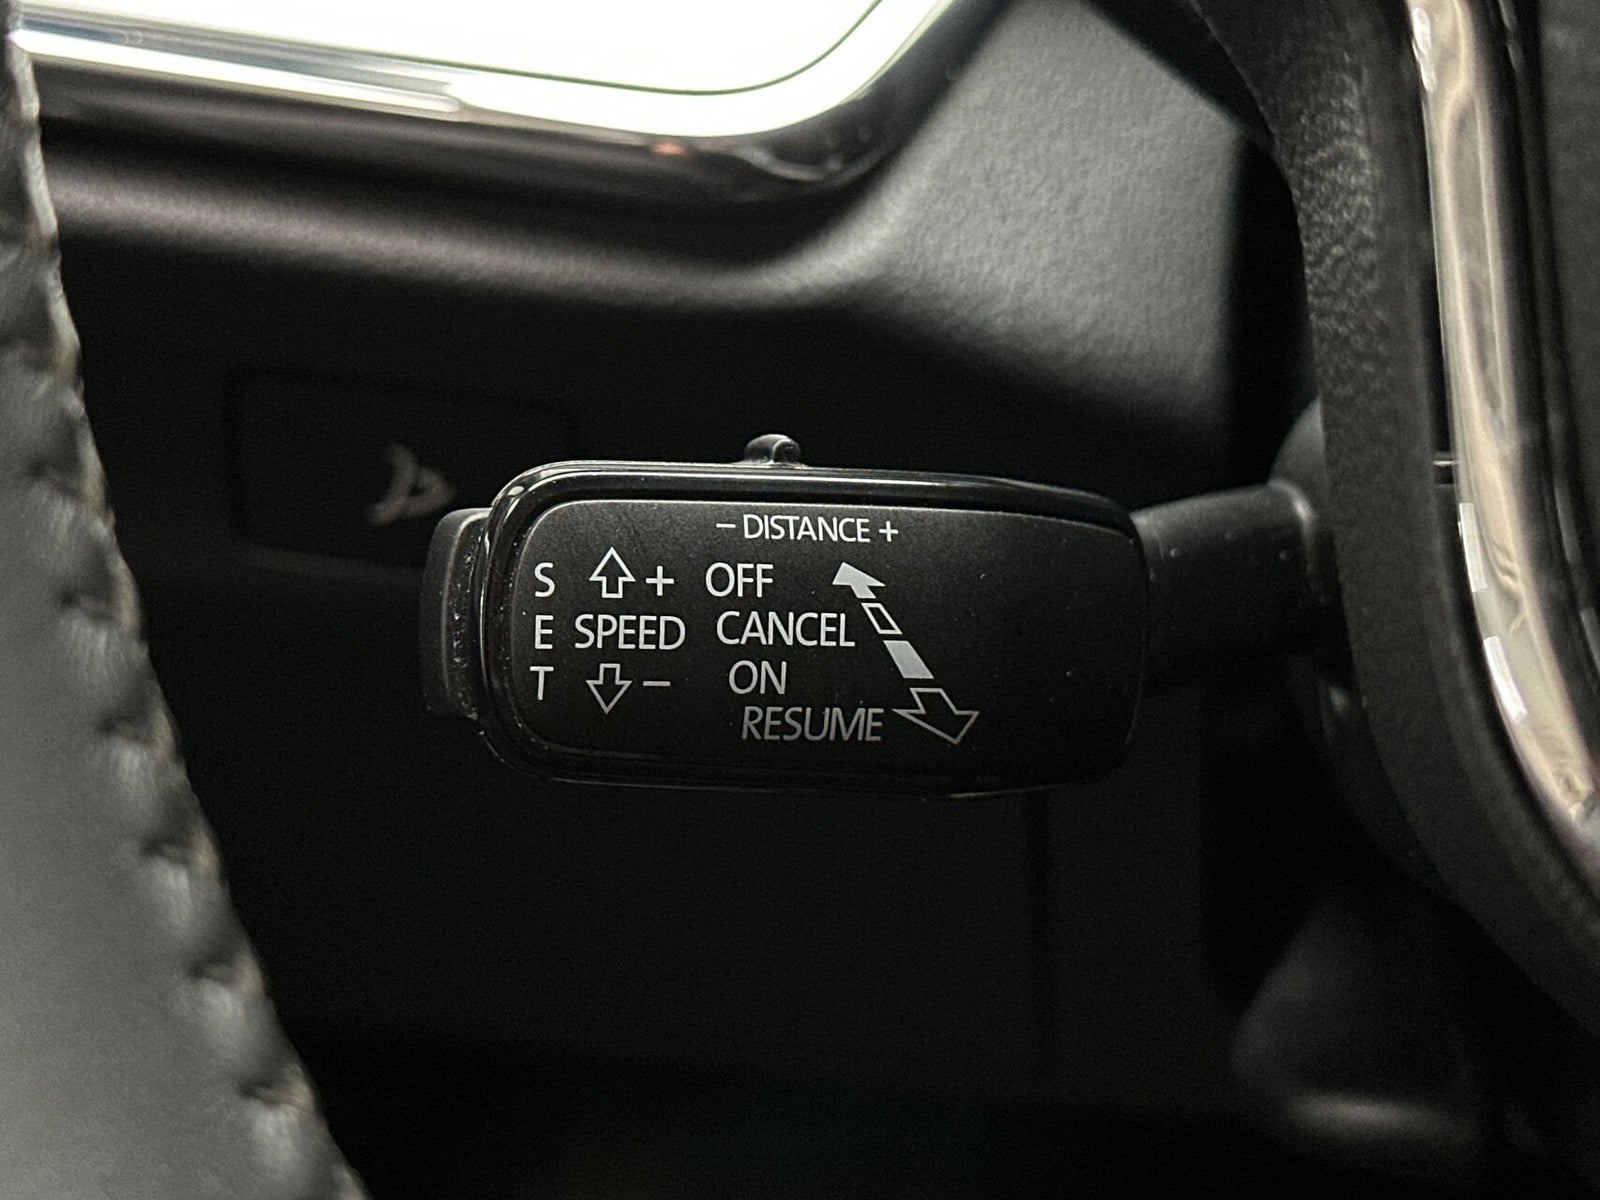 − DISTANCE +
S + OFF
E SPEED CANCEL
T − ON
RESUME